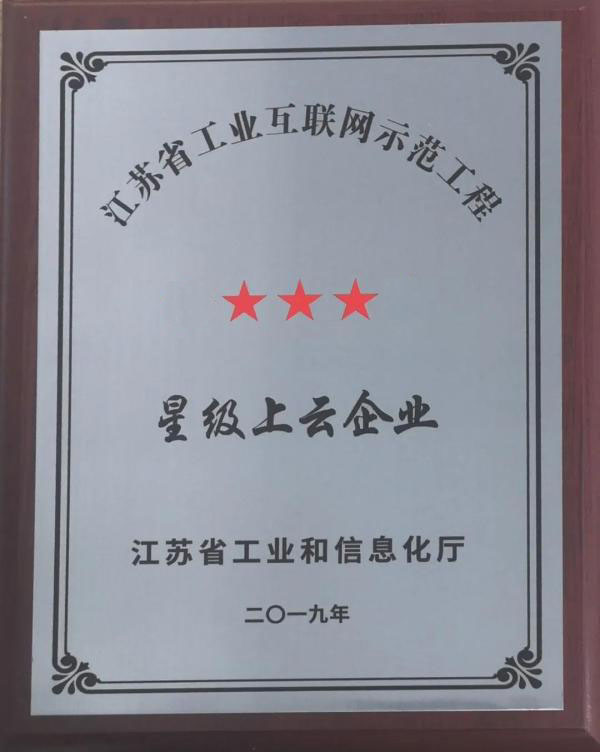 江苏省工业互联网示范工程
星级上云企业
江苏省工业和信息化厅
二〇一九年